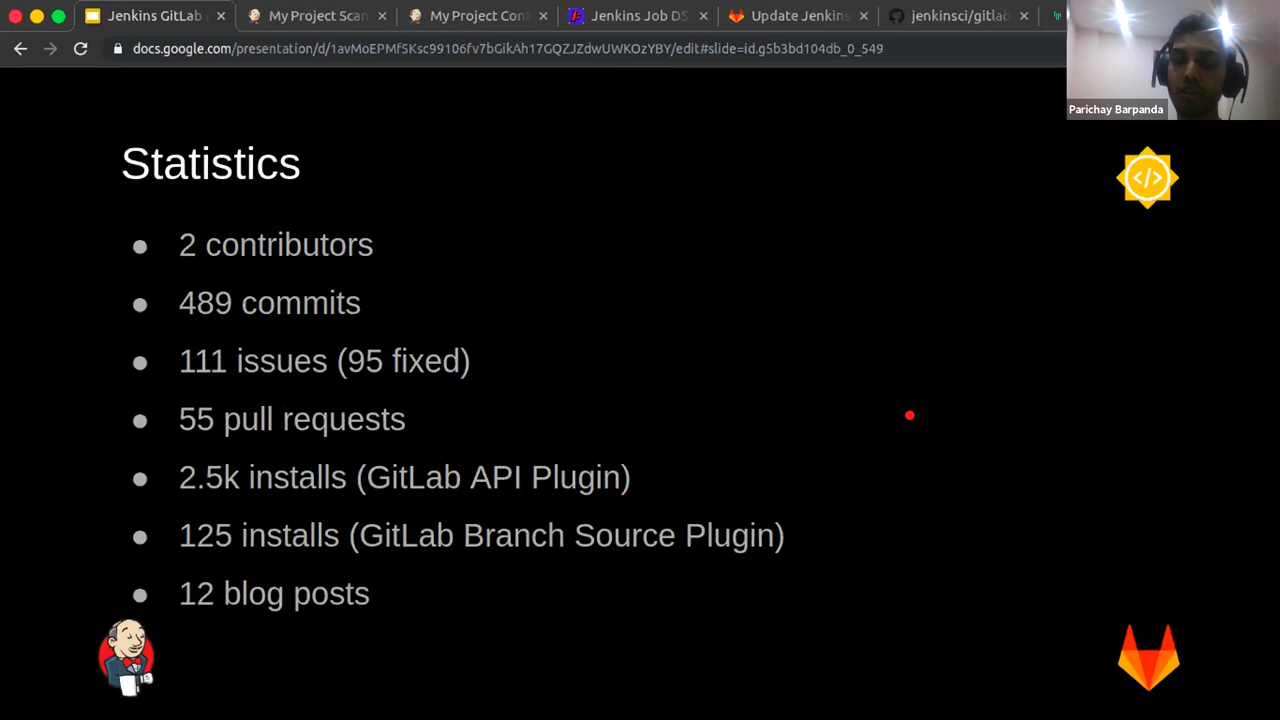 Jenkins GitLab
My Project Scan
My Project Con
Jenkins Job DS
Update Jenkins
jenkinsci/gitlab
docs.google.com/presentation/d/1avMoEPMfSKsc99106fv7bGikAh17GQZJZdwUWKOzYBY/edit#slide=id.g5b3bd104db_0_549
Parichay Barpanda
Statistics
</>
● 2 contributors
● 489 commits
● 111 issues (95 fixed)
● 55 pull requests
● 2.5k installs (GitLab API Plugin)
● 125 installs (GitLab Branch Source Plugin)
● 12 blog posts